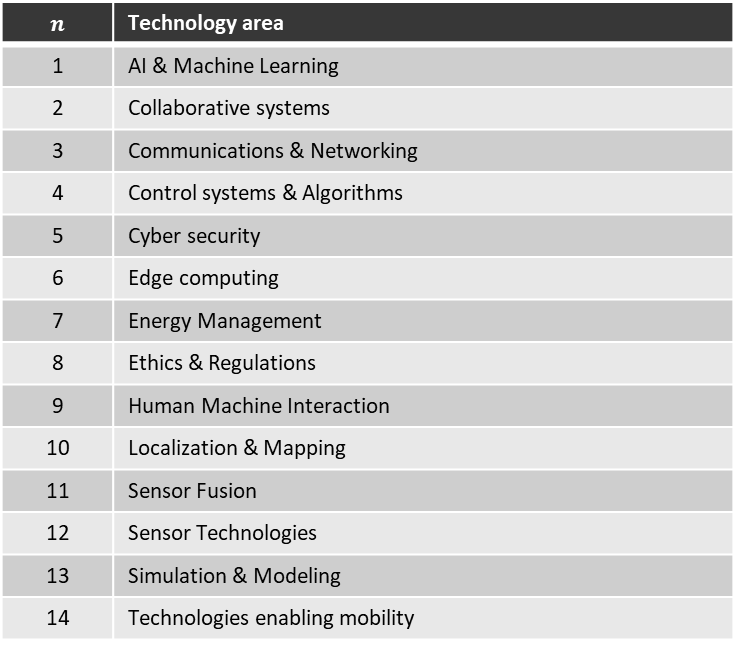 n Technology area
1 AI & Machine Learning
2 Collaborative systems
3 Communications & Networking
4 Control systems & Algorithms
5 Cyber security
6 Edge computing
7 Energy Management
8 Ethics & Regulations
9 Human Machine Interaction
10 Localization & Mapping
11 Sensor Fusion
12 Sensor Technologies
13 Simulation & Modeling
14 Technologies enabling mobility